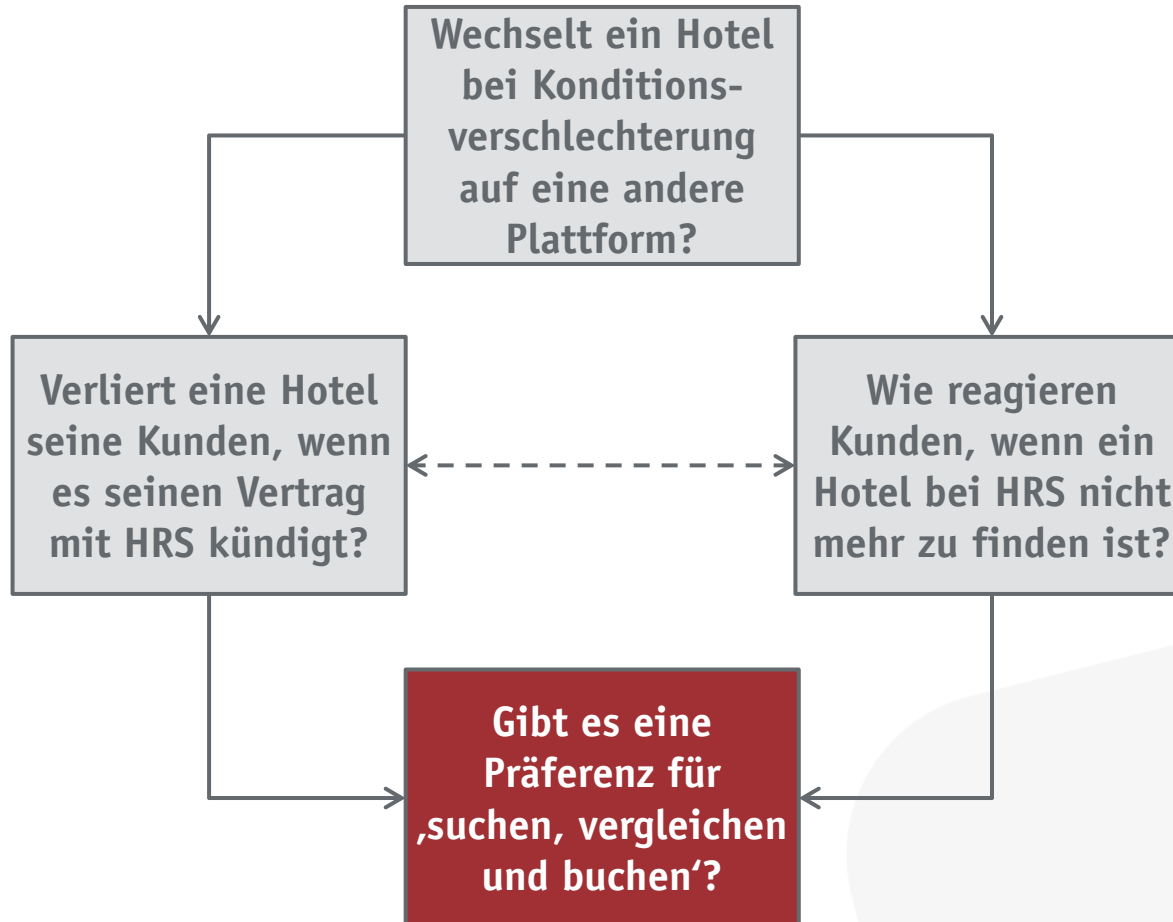 Wechselt ein Hotel
bei Konditions-
verschlechterung
auf eine andere
Plattform?
Verliert eine Hotel
seine Kunden, wenn
es seinen Vertrag
mit HRS kündigt?
Wie reagieren
Kunden, wenn ein
Hotel bei HRS nicht
mehr zu finden ist?
Gibt es eine
Präferenz für
‚suchen, vergleichen
und buchen‘?